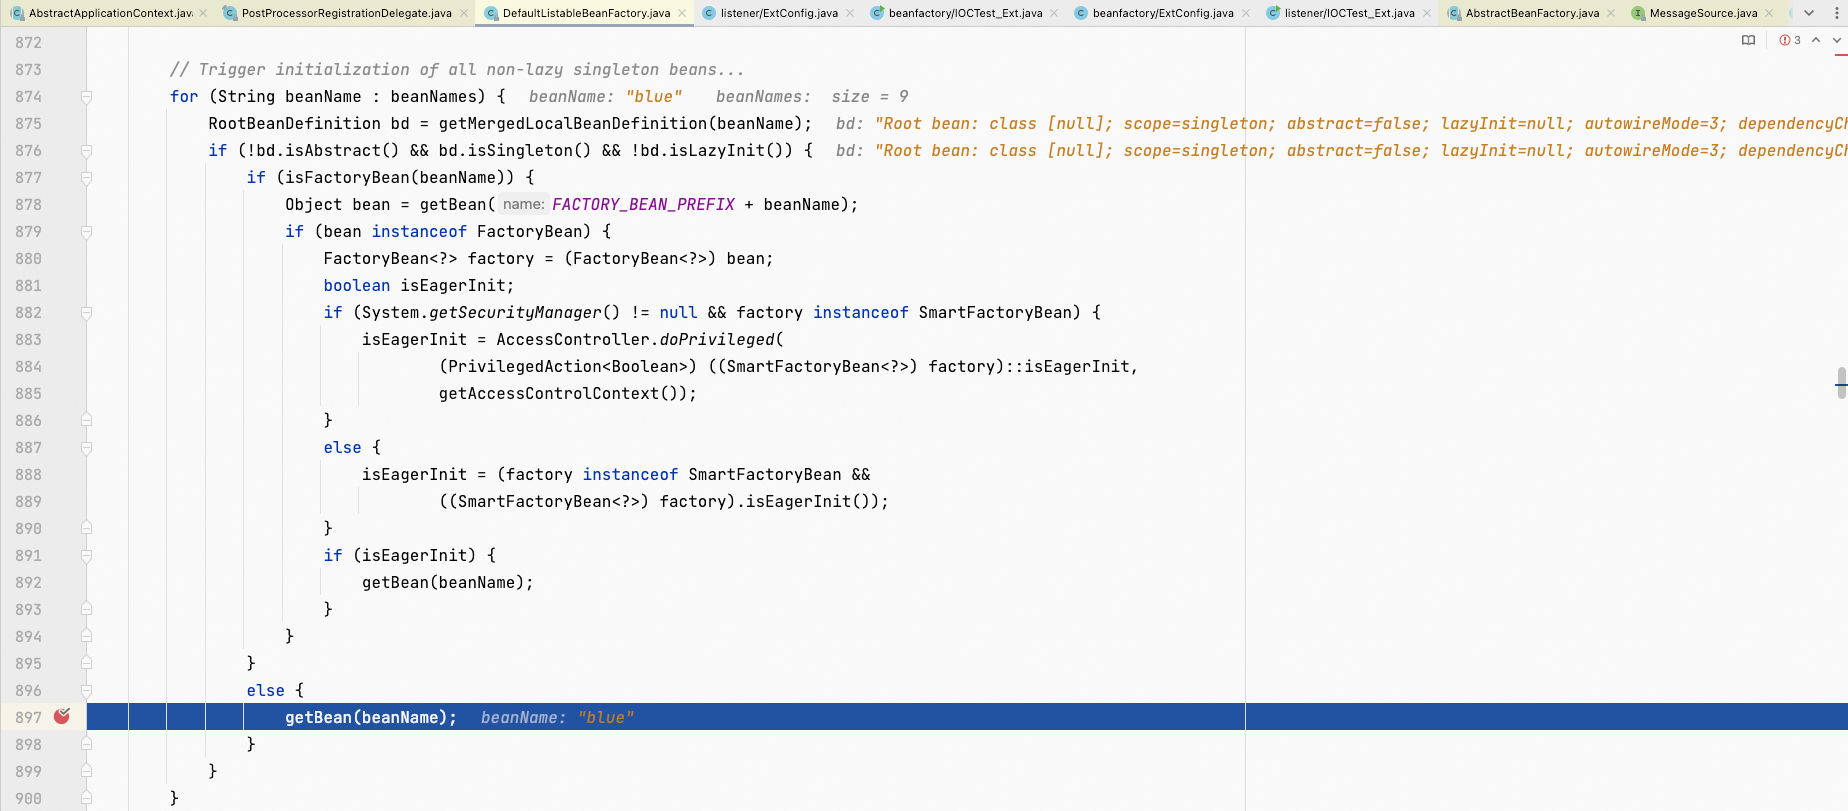 AbstractApplicationContext.java PostProcessorRegistrationDelegate.java DefaultListableBeanFactory.java listener/ExtConfig.java beanfactory/IOCTest_Ext.java beanfactory/ExtConfig.java listener/IOCTest_Ext.java AbstractBeanFactory.java MessageSource.java
872 3
873 // Trigger initialization of all non-lazy singleton beans...
874 for (String beanName : beanNames) { beanName: "blue" beanNames: size = 9
875 RootBeanDefinition bd = getMergedLocalBeanDefinition(beanName); bd: "Root bean: class [null]; scope=singleton; abstract=false; lazyInit=null; autowireMode=3; dependencyCh
876 if (!bd.isAbstract() && bd.isSingleton() && !bd.isLazyInit()) { bd: "Root bean: class [null]; scope=singleton; abstract=false; lazyInit=null; autowireMode=3; dependencyCh
877 if (isFactoryBean(beanName)) {
878 Object bean = getBean( name: FACTORY_BEAN_PREFIX + beanName);
879 if (bean instanceof FactoryBean) {
880 FactoryBean<?> factory = (FactoryBean<?>) bean;
881 boolean isEagerInit;
882 if (System.getSecurityManager() != null && factory instanceof SmartFactoryBean) {
883 isEagerInit = AccessController.doPrivileged(
884 (PrivilegedAction<Boolean>) ((SmartFactoryBean<?>) factory)::isEagerInit,
885 getAccessControlContext());
886 }
887 else {
888 isEagerInit = (factory instanceof SmartFactoryBean &&
889 ((SmartFactoryBean<?>) factory).isEagerInit());
890 }
891 if (isEagerInit) {
892 getBean(beanName);
893 }
894 }
895 }
896 else {
897 getBean(beanName); beanName: "blue"
898 }
899 }
900 }